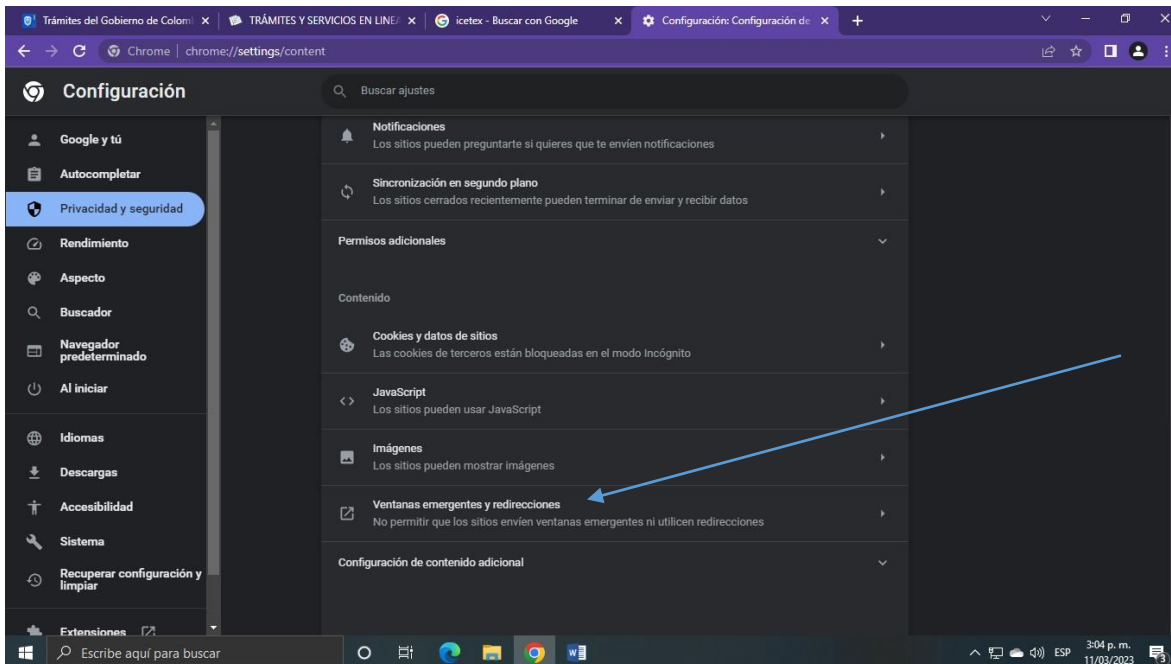 Trámites del Gobierno de Colom
TRÁMITES Y SERVICIOS EN LINEA
icetex - Buscar con Google
Configuración: Configuración de
Chrome | chrome://settings/content
Configuración
Buscar ajustes
Google y tú
Autocompletar
Privacidad y seguridad
Rendimiento
Aspecto
Buscador
Navegador
predeterminado
Al iniciar
Idiomas
Descargas
Accesibilidad
Sistema
Recuperar configuración y
limpiar
Extensiones
Notificaciones
Los sitios pueden preguntarte si quieres que te envíen notificaciones
Sincronización en segundo plano
Los sitios cerrados recientemente pueden terminar de enviar y recibir datos
Permisos adicionales
Contenido
Cookies y datos de sitios
Las cookies de terceros están bloqueadas en el modo Incógnito
JavaScript
Los sitios pueden usar JavaScript
Imágenes
Los sitios pueden mostrar imágenes
Ventanas emergentes y redirecciones
No permitir que los sitios envíen ventanas emergentes ni utilicen redirecciones
Configuración de contenido adicional
Escribe aquí para buscar
ESP
3:04 p. m.
11/03/2023